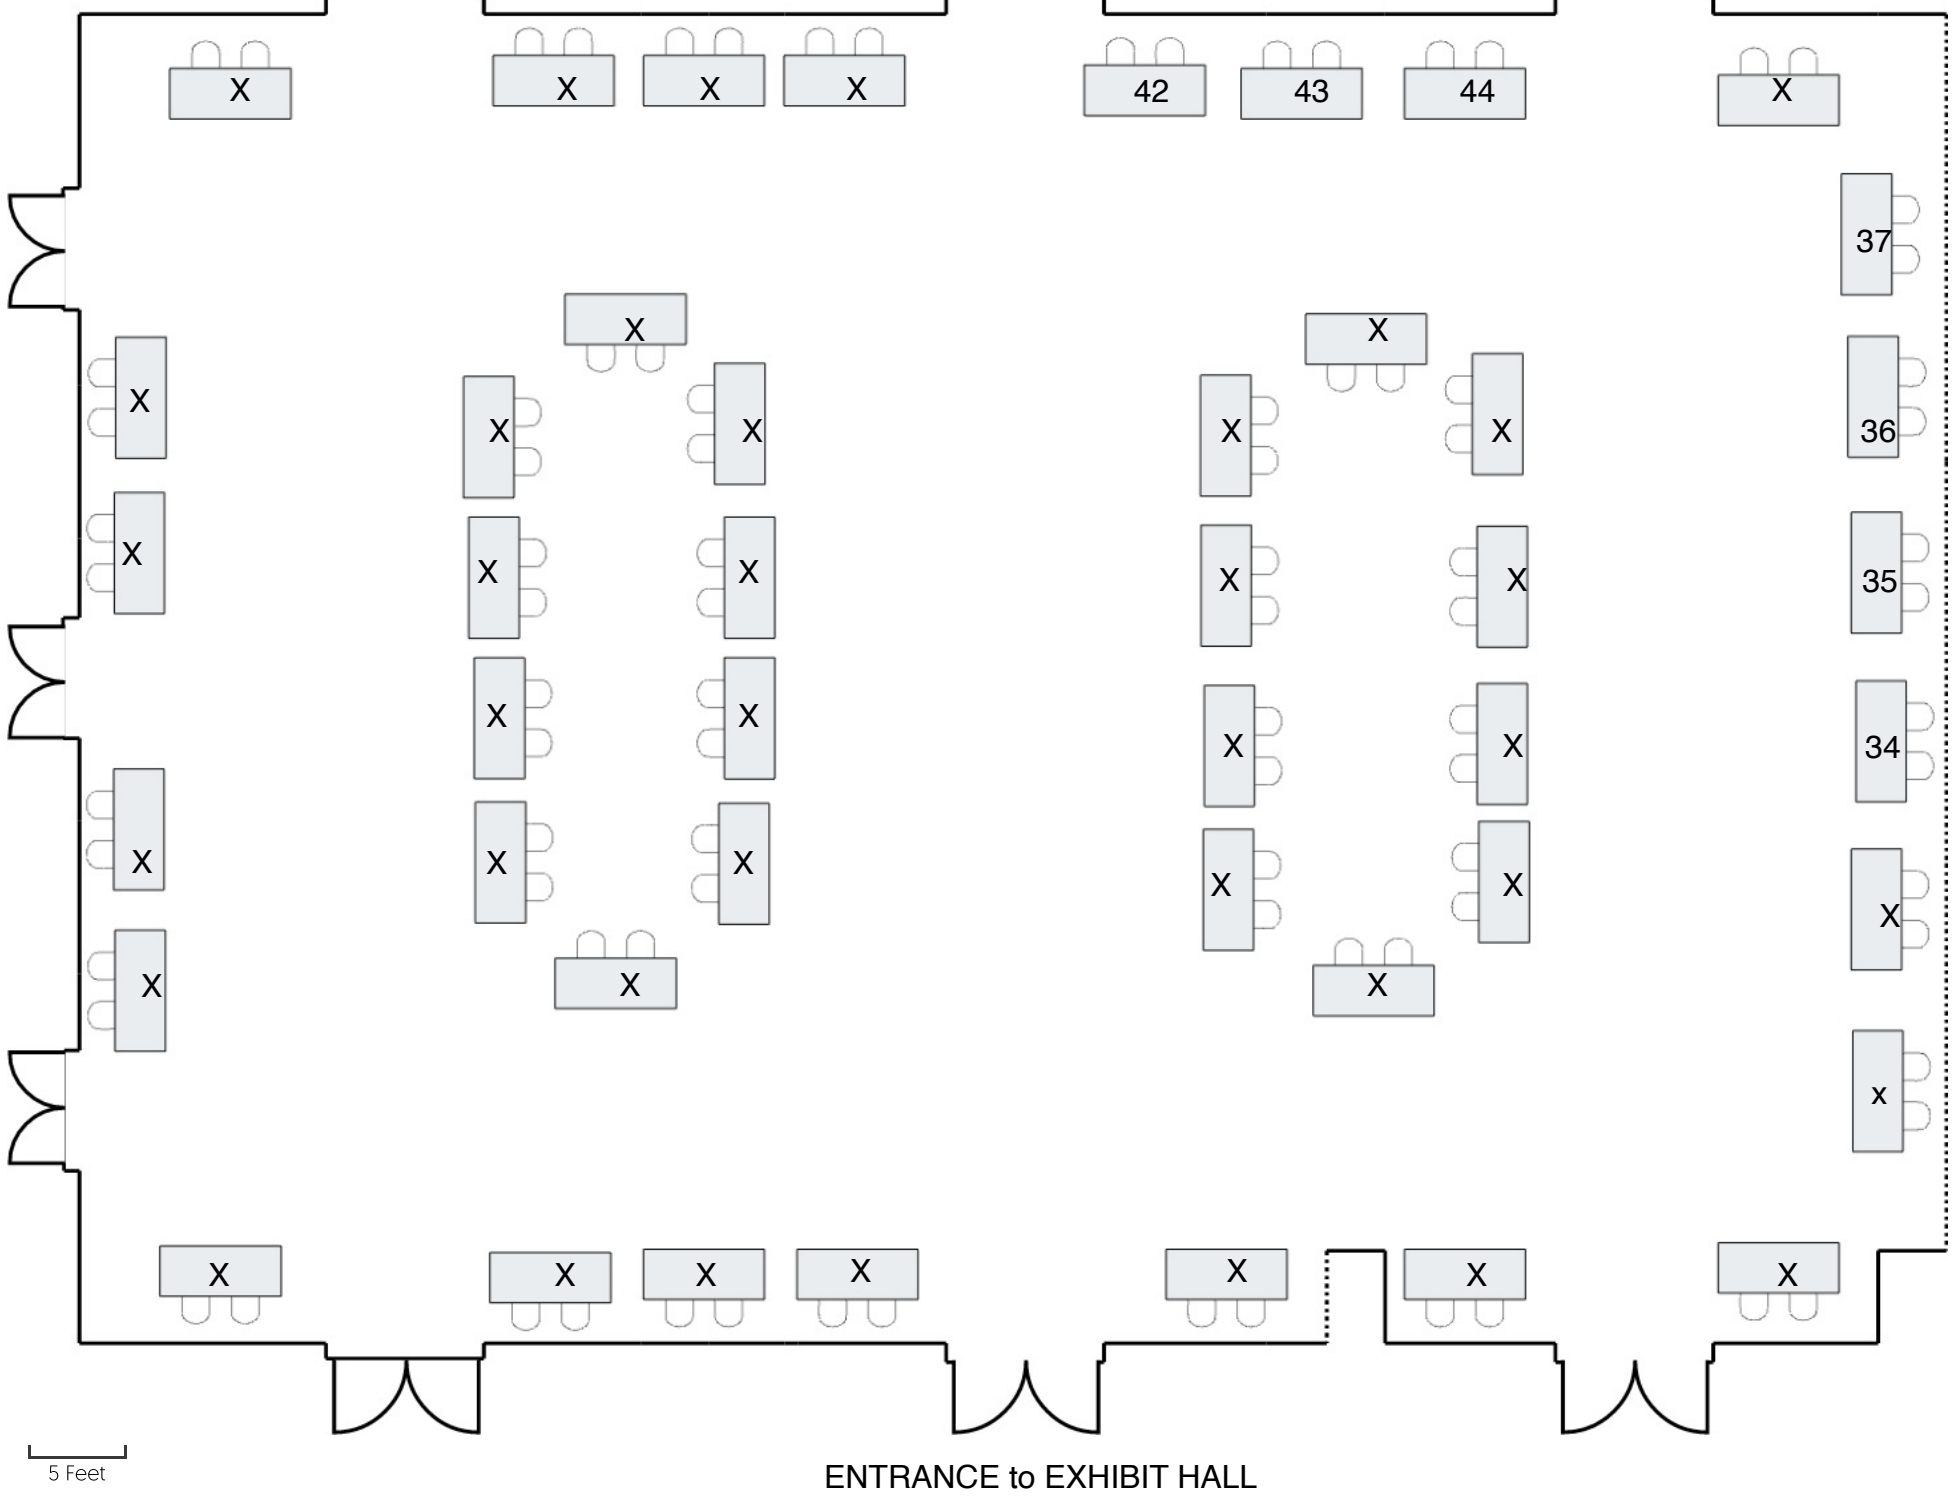 X X X X 42 43 44 X
37
X X
X X X X X 36
X X X X X 35
X X X X 34
X X X X X X
X X X
x
X X X X X X X
5 Feet
ENTRANCE to EXHIBIT HALL